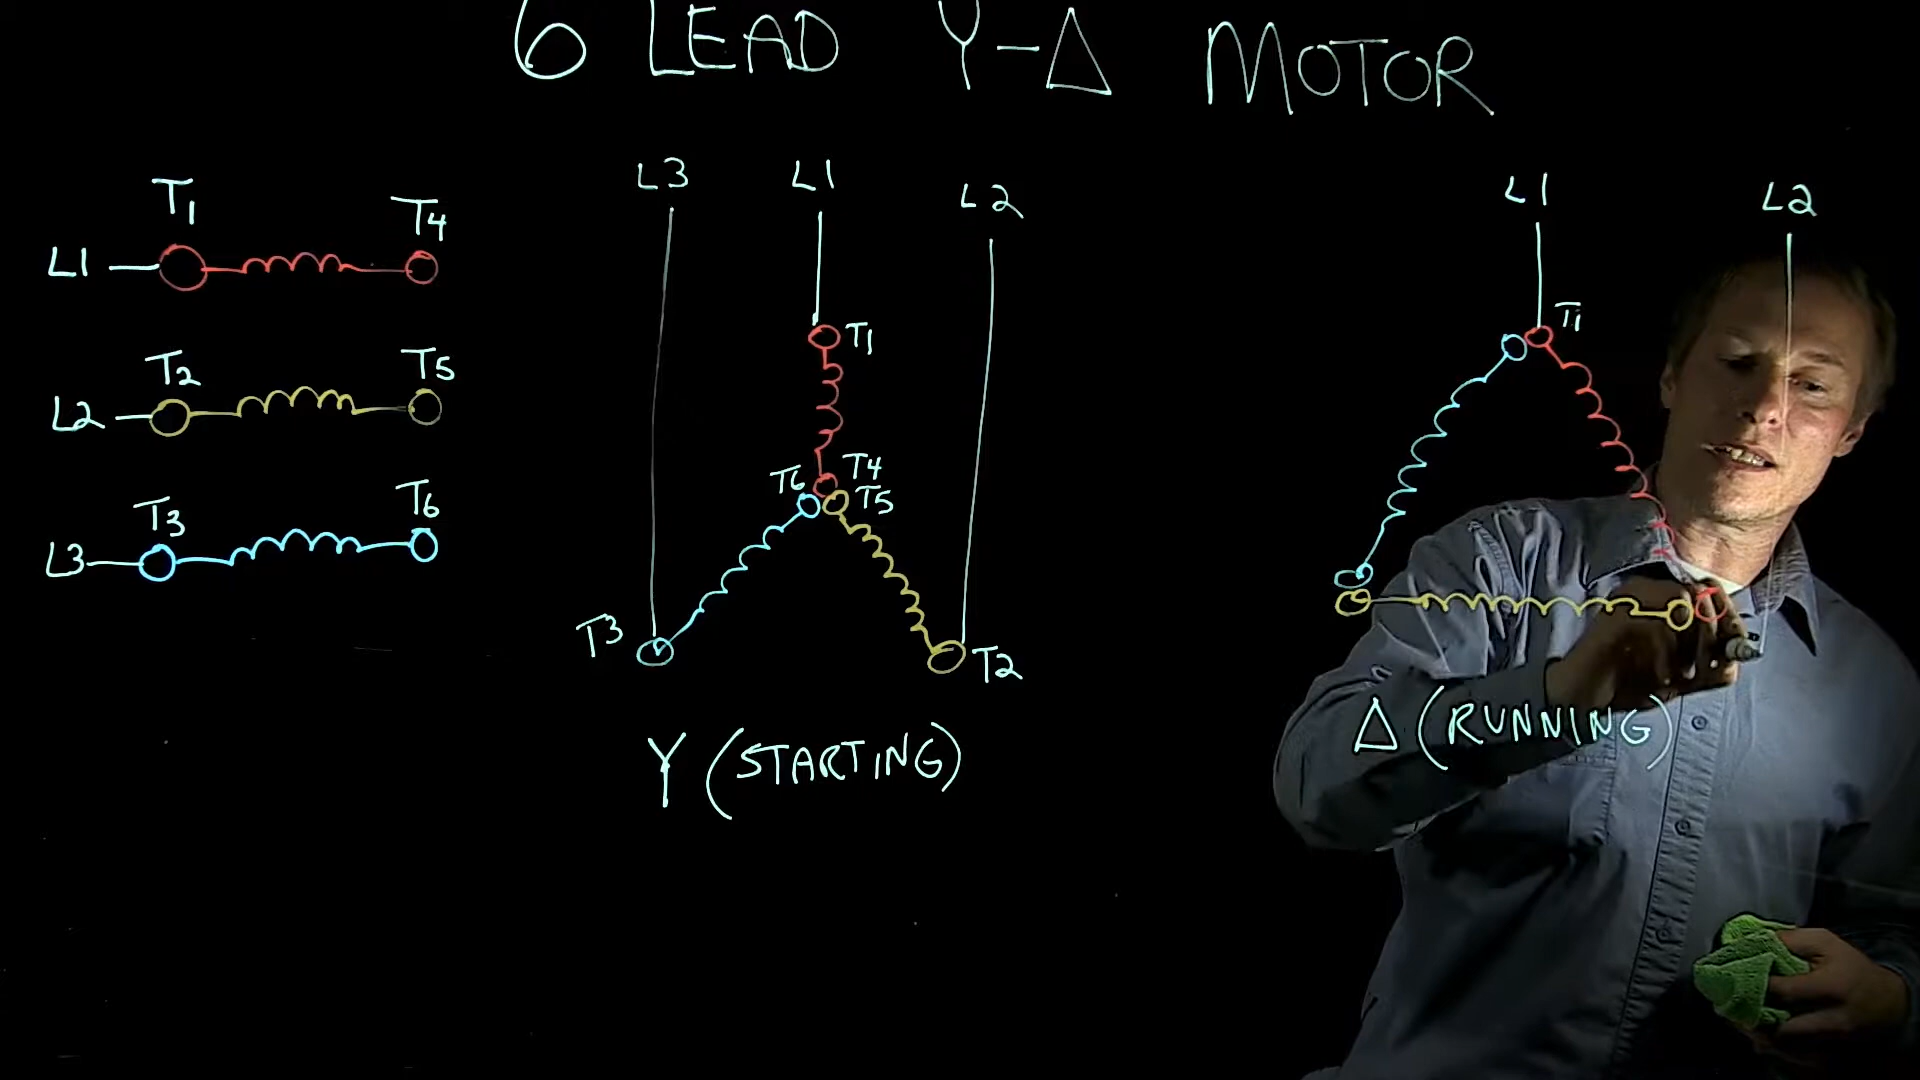 6 LEAD Y-Δ MOTOR
L1 T1 T4
L2 T2 T5
L3 T3 T6
L3 L1 L2
T1
T4
T6 T5
T3 T2
Y (STARTING)
L1 L2
T1
Δ (RUNNING)